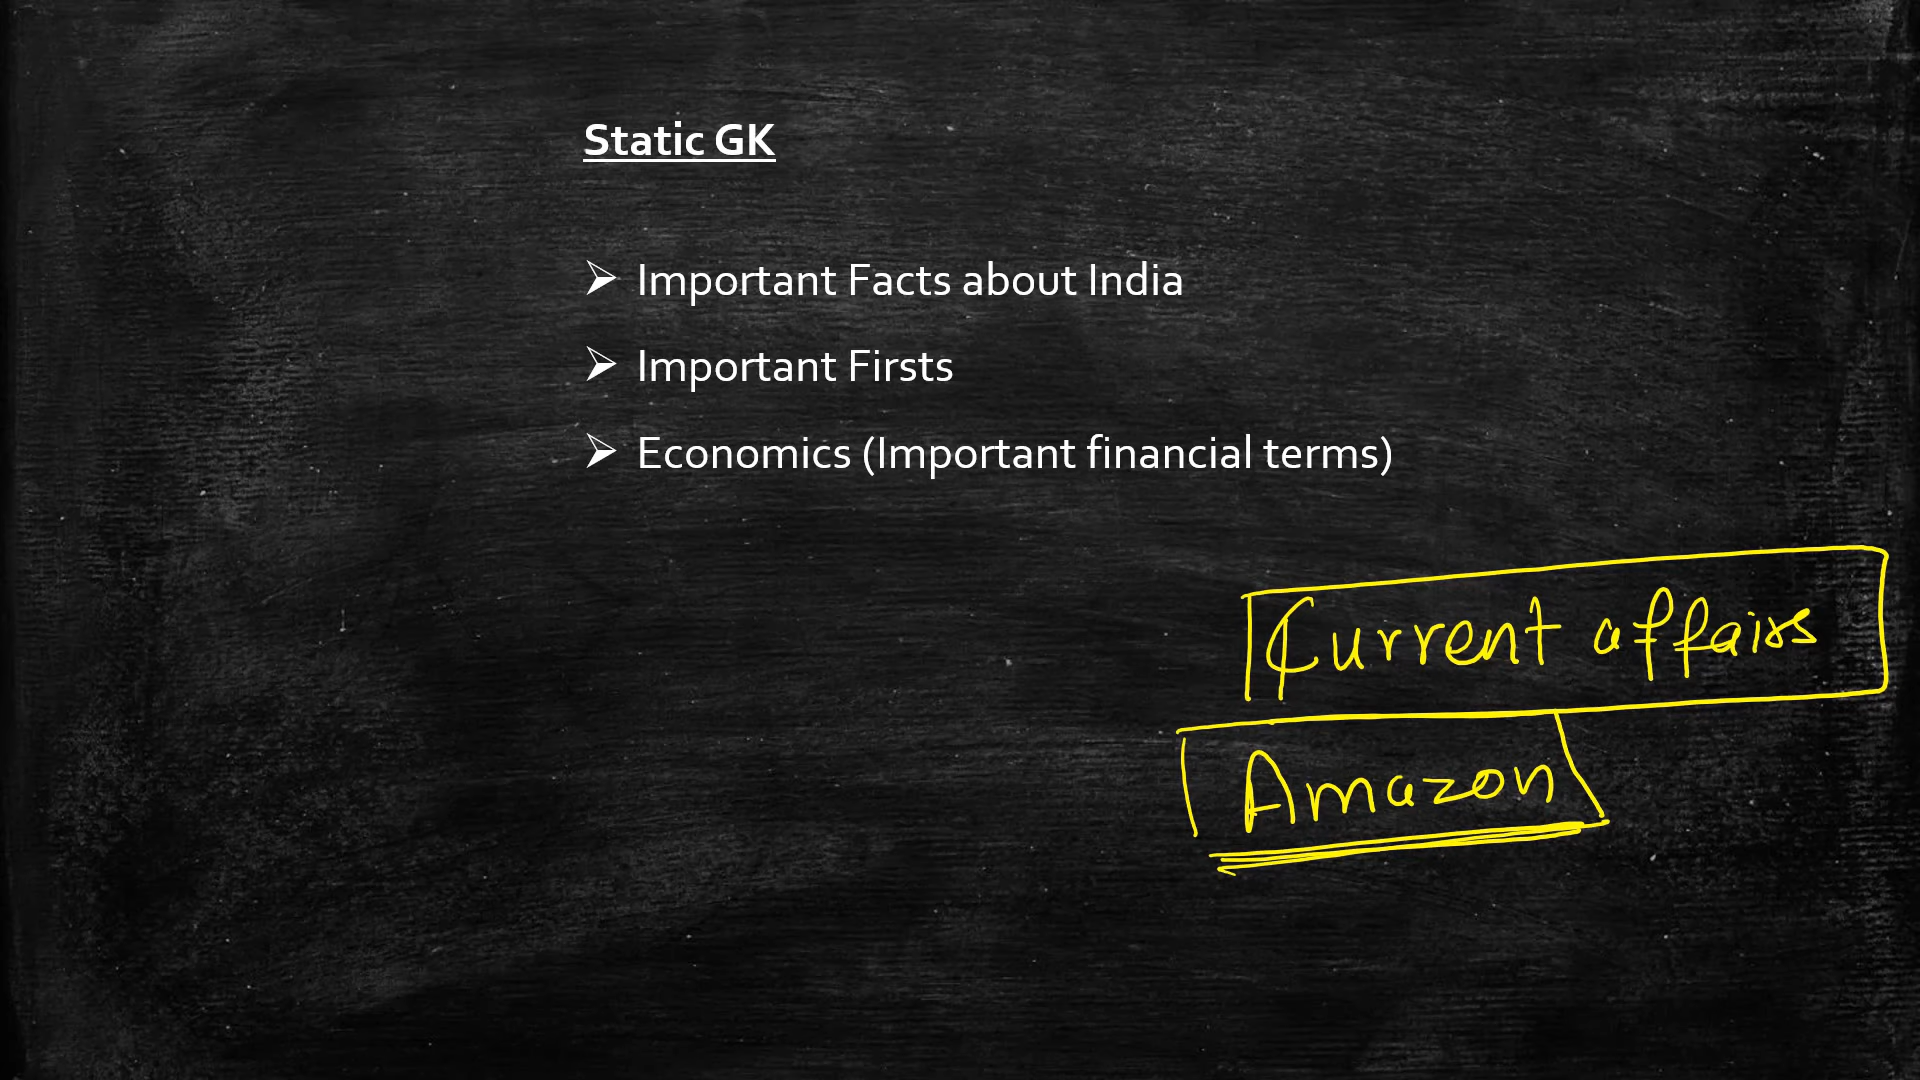 Static GK
Important Facts about India
Important Firsts
Economics (Important financial terms)
Current affairs
Amazon